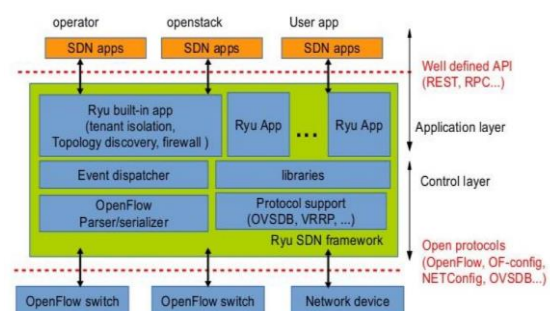 operator
openstack
User app
SDN apps
SDN apps
SDN apps
Well defined API
(REST, RPC...)
Ryu built-in app
(tenant isolation,
Topology discovery, firewall )
Ryu App
...
Ryu App
Application layer
Event dispatcher
libraries
Control layer
OpenFlow
Parser/serializer
Protocol support
(OVSDB, VRRP, ...)
Ryu SDN framework
Open protocols
(OpenFlow, OF-config,
NETConfig, OVSDB...)
OpenFlow switch
OpenFlow switch
Network device